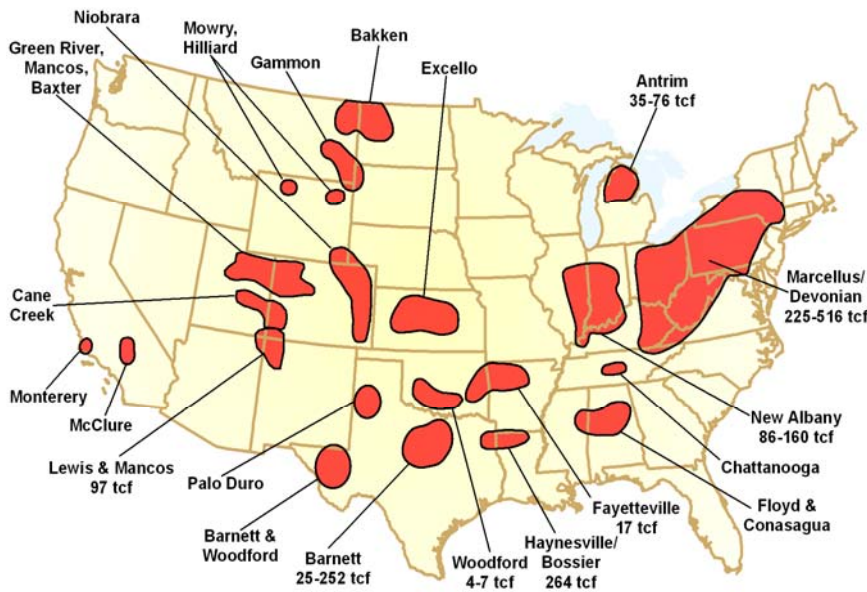 Niobrara
Mowry,
Hilliard
Bakken
Green River,
Mancos,
Baxter
Gammon
Excello
Antrim
35-76 tcf
Cane
Creek
Marcellus/
Devonian
225-516 tcf
Monterery
McClure
New Albany
86-160 tcf
Lewis & Mancos
97 tcf
Palo Duro
Chattanooga
Barnett &
Woodford
Barnett
25-252 tcf
Woodford
4-7 tcf
Haynesville/
Bossier
264 tcf
Fayetteville
17 tcf
Floyd &
Conasagua